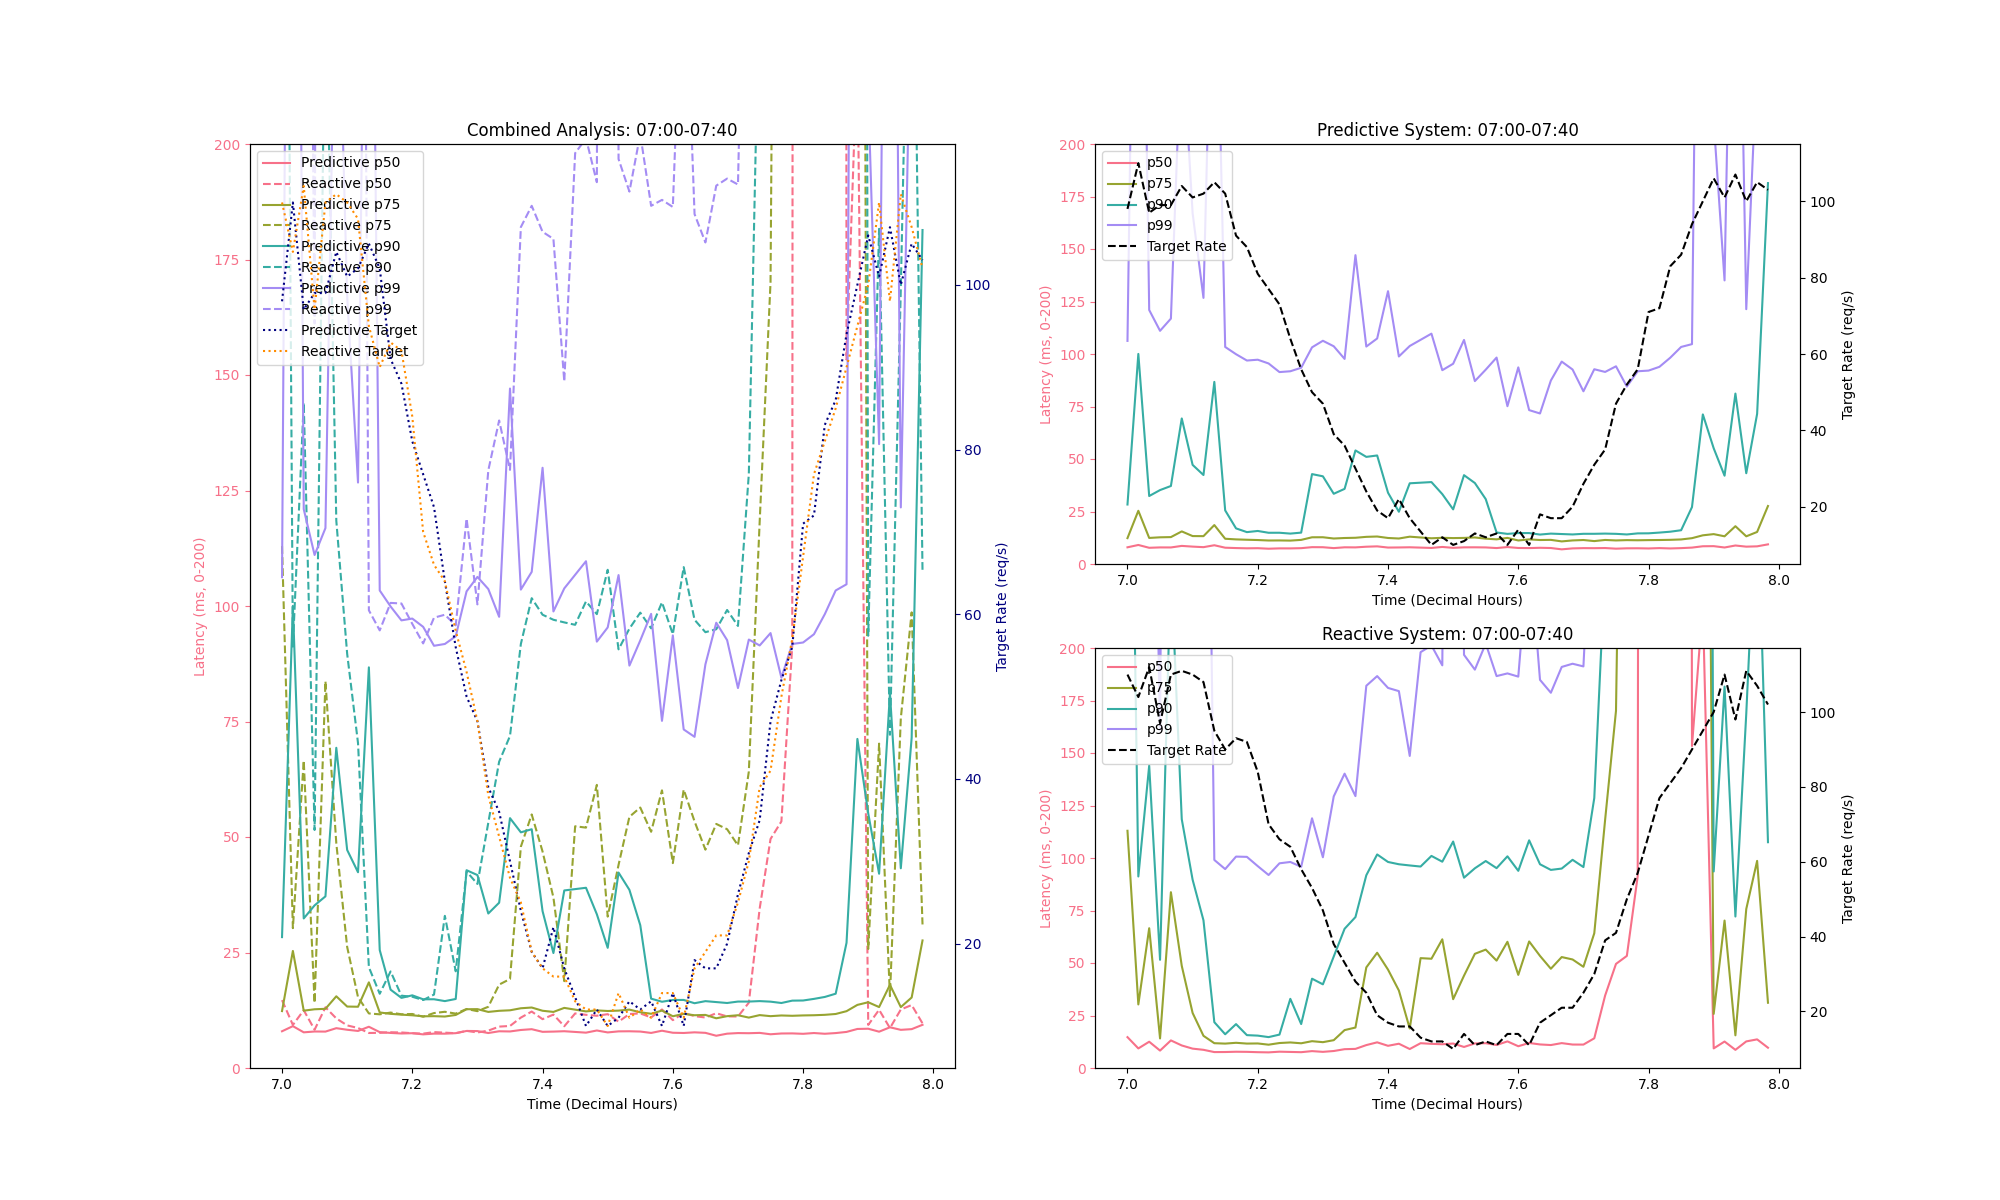 Combined Analysis: 07:00-07:40
200
175
150
125
100
75
50
25
0
Latency (ms, 0-200)
Predictive p50
Reactive p50
Predictive p75
Reactive p75
Predictive p90
Reactive p90
Predictive p99
Reactive p99
Predictive Target
Reactive Target
100
80
60
40
20
Target Rate (req/s)
7.0 7.2 7.4 7.6 7.8 8.0
Time (Decimal Hours)
Predictive System: 07:00-07:40
200
175
150
125
100
75
50
25
0
Latency (ms, 0-200)
p50
p75
p90
p99
Target Rate
100
80
60
40
20
Target Rate (req/s)
7.0 7.2 7.4 7.6 7.8 8.0
Time (Decimal Hours)
Reactive System: 07:00-07:40
200
175
150
125
100
75
50
25
0
Latency (ms, 0-200)
p50
p75
p90
p99
Target Rate
100
80
60
40
20
Target Rate (req/s)
7.0 7.2 7.4 7.6 7.8 8.0
Time (Decimal Hours)